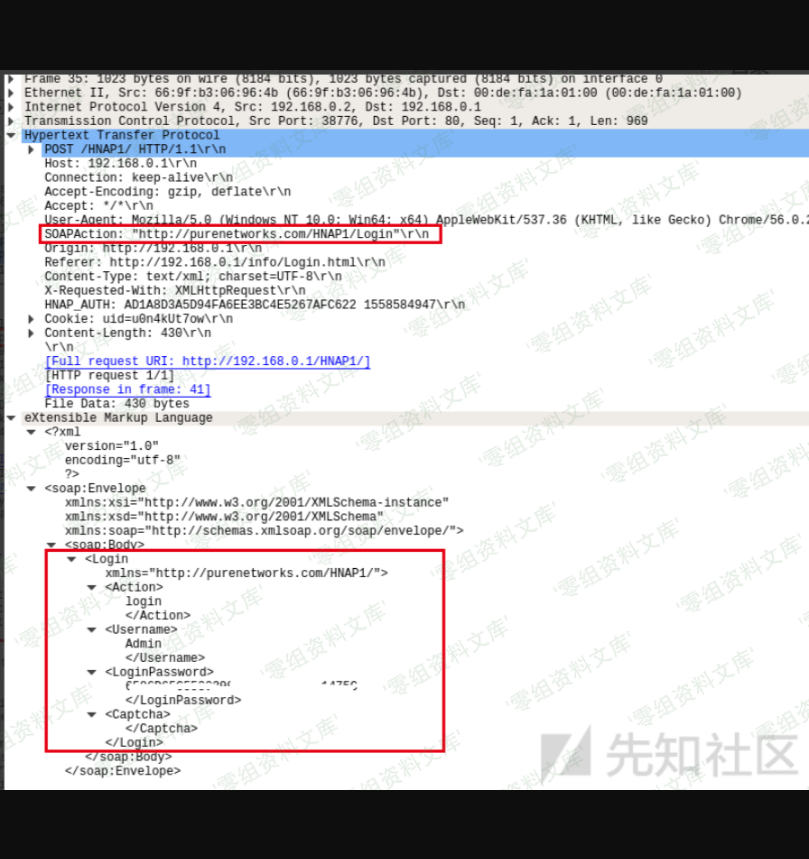 Frame 35: 1023 bytes on wire (8184 bits), 1023 bytes captured (8184 bits) on interface 0
Ethernet II, Src: 66:9f:b3:06:96:4b (66:9f:b3:06:96:4b), Dst: 00:de:fa:1a:01:00 (00:de:fa:1a:01:00)
Internet Protocol Version 4, Src: 192.168.0.2, Dst: 192.168.0.1
Transmission Control Protocol, Src Port: 38776, Dst Port: 80, Seq: 1, Ack: 1, Len: 969
Hypertext Transfer Protocol
POST /HNAP1/ HTTP/1.1\r\n
Host: 192.168.0.1\r\n
Connection: keep-alive\r\n
Accept-Encoding: gzip, deflate\r\n
Accept: */*\r\n
User-Agent: Mozilla/5.0 (Windows NT 10.0; Win64; x64) AppleWebKit/537.36 (KHTML, like Gecko) Chrome/56.0.2
SOAPAction: "http://purenetworks.com/HNAP1/Login"\r\n
Origin: http://192.168.0.1\r\n
Referer: http://192.168.0.1/info/Login.html\r\n
Content-Type: text/xml; charset=UTF-8\r\n
X-Requested-With: XMLHttpRequest\r\n
HNAP_AUTH: AD1A8D3A5D94FA6EE3BC4E5267AFC622 1558584947\r\n
Cookie: uid=u0n4kUt7ow\r\n
Content-Length: 430\r\n
\r\n
[Full request URI: http://192.168.0.1/HNAP1/]
[HTTP request 1/1]
[Response in frame: 41]
File Data: 430 bytes
eXtensible Markup Language
<?xml
version="1.0"
encoding="utf-8"
?>
<soap:Envelope
xmlns:xsi="http://www.w3.org/2001/XMLSchema-instance"
xmlns:xsd="http://www.w3.org/2001/XMLSchema"
xmlns:soap="http://schemas.xmlsoap.org/soap/envelope/">
<soap:Body>
<Login
xmlns="http://purenetworks.com/HNAP1/">
<Action>
login
</Action>
<Username>
Admin
</Username>
<LoginPassword>
</LoginPassword>
<Captcha>
</Captcha>
</Login>
</soap:Body>
</soap:Envelope>
先知社区
零组资料文库